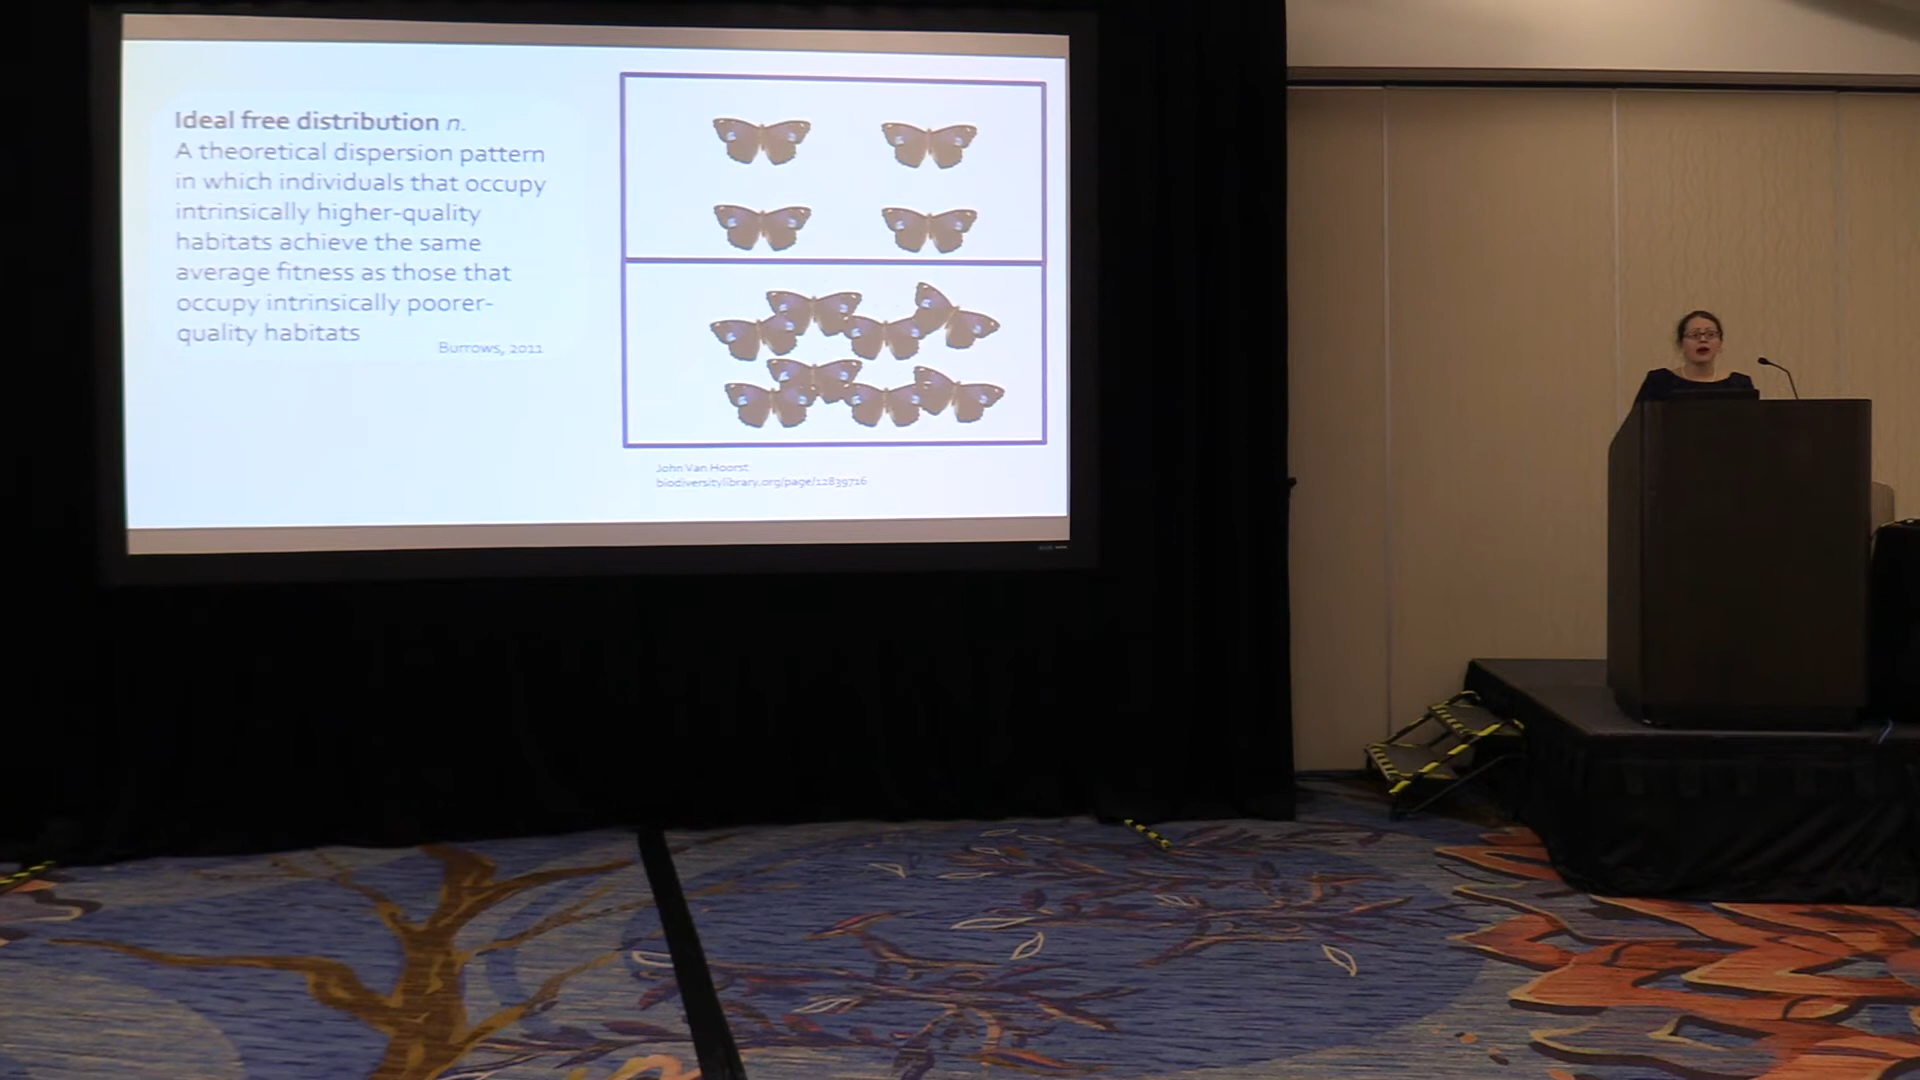 Ideal free distribution n.
A theoretical dispersion pattern
in which individuals that occupy
intrinsically higher-quality
habitats achieve the same
average fitness as those that
occupy intrinsically poorer-
quality habitats
Burrows, 2011
John Van Hoorst
biodiversitylibrary.org/page/12839716